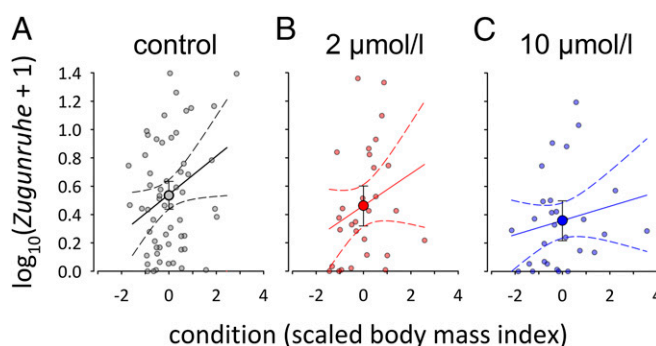 A control B 2 μmol/l C 10 μmol/l
log10(Zugunruhe + 1)
1.4
1.2
1.0
0.8
0.6
0.4
0.2
0.0
-2 0 2 4 -2 0 2 4 -2 0 2 4
condition (scaled body mass index)